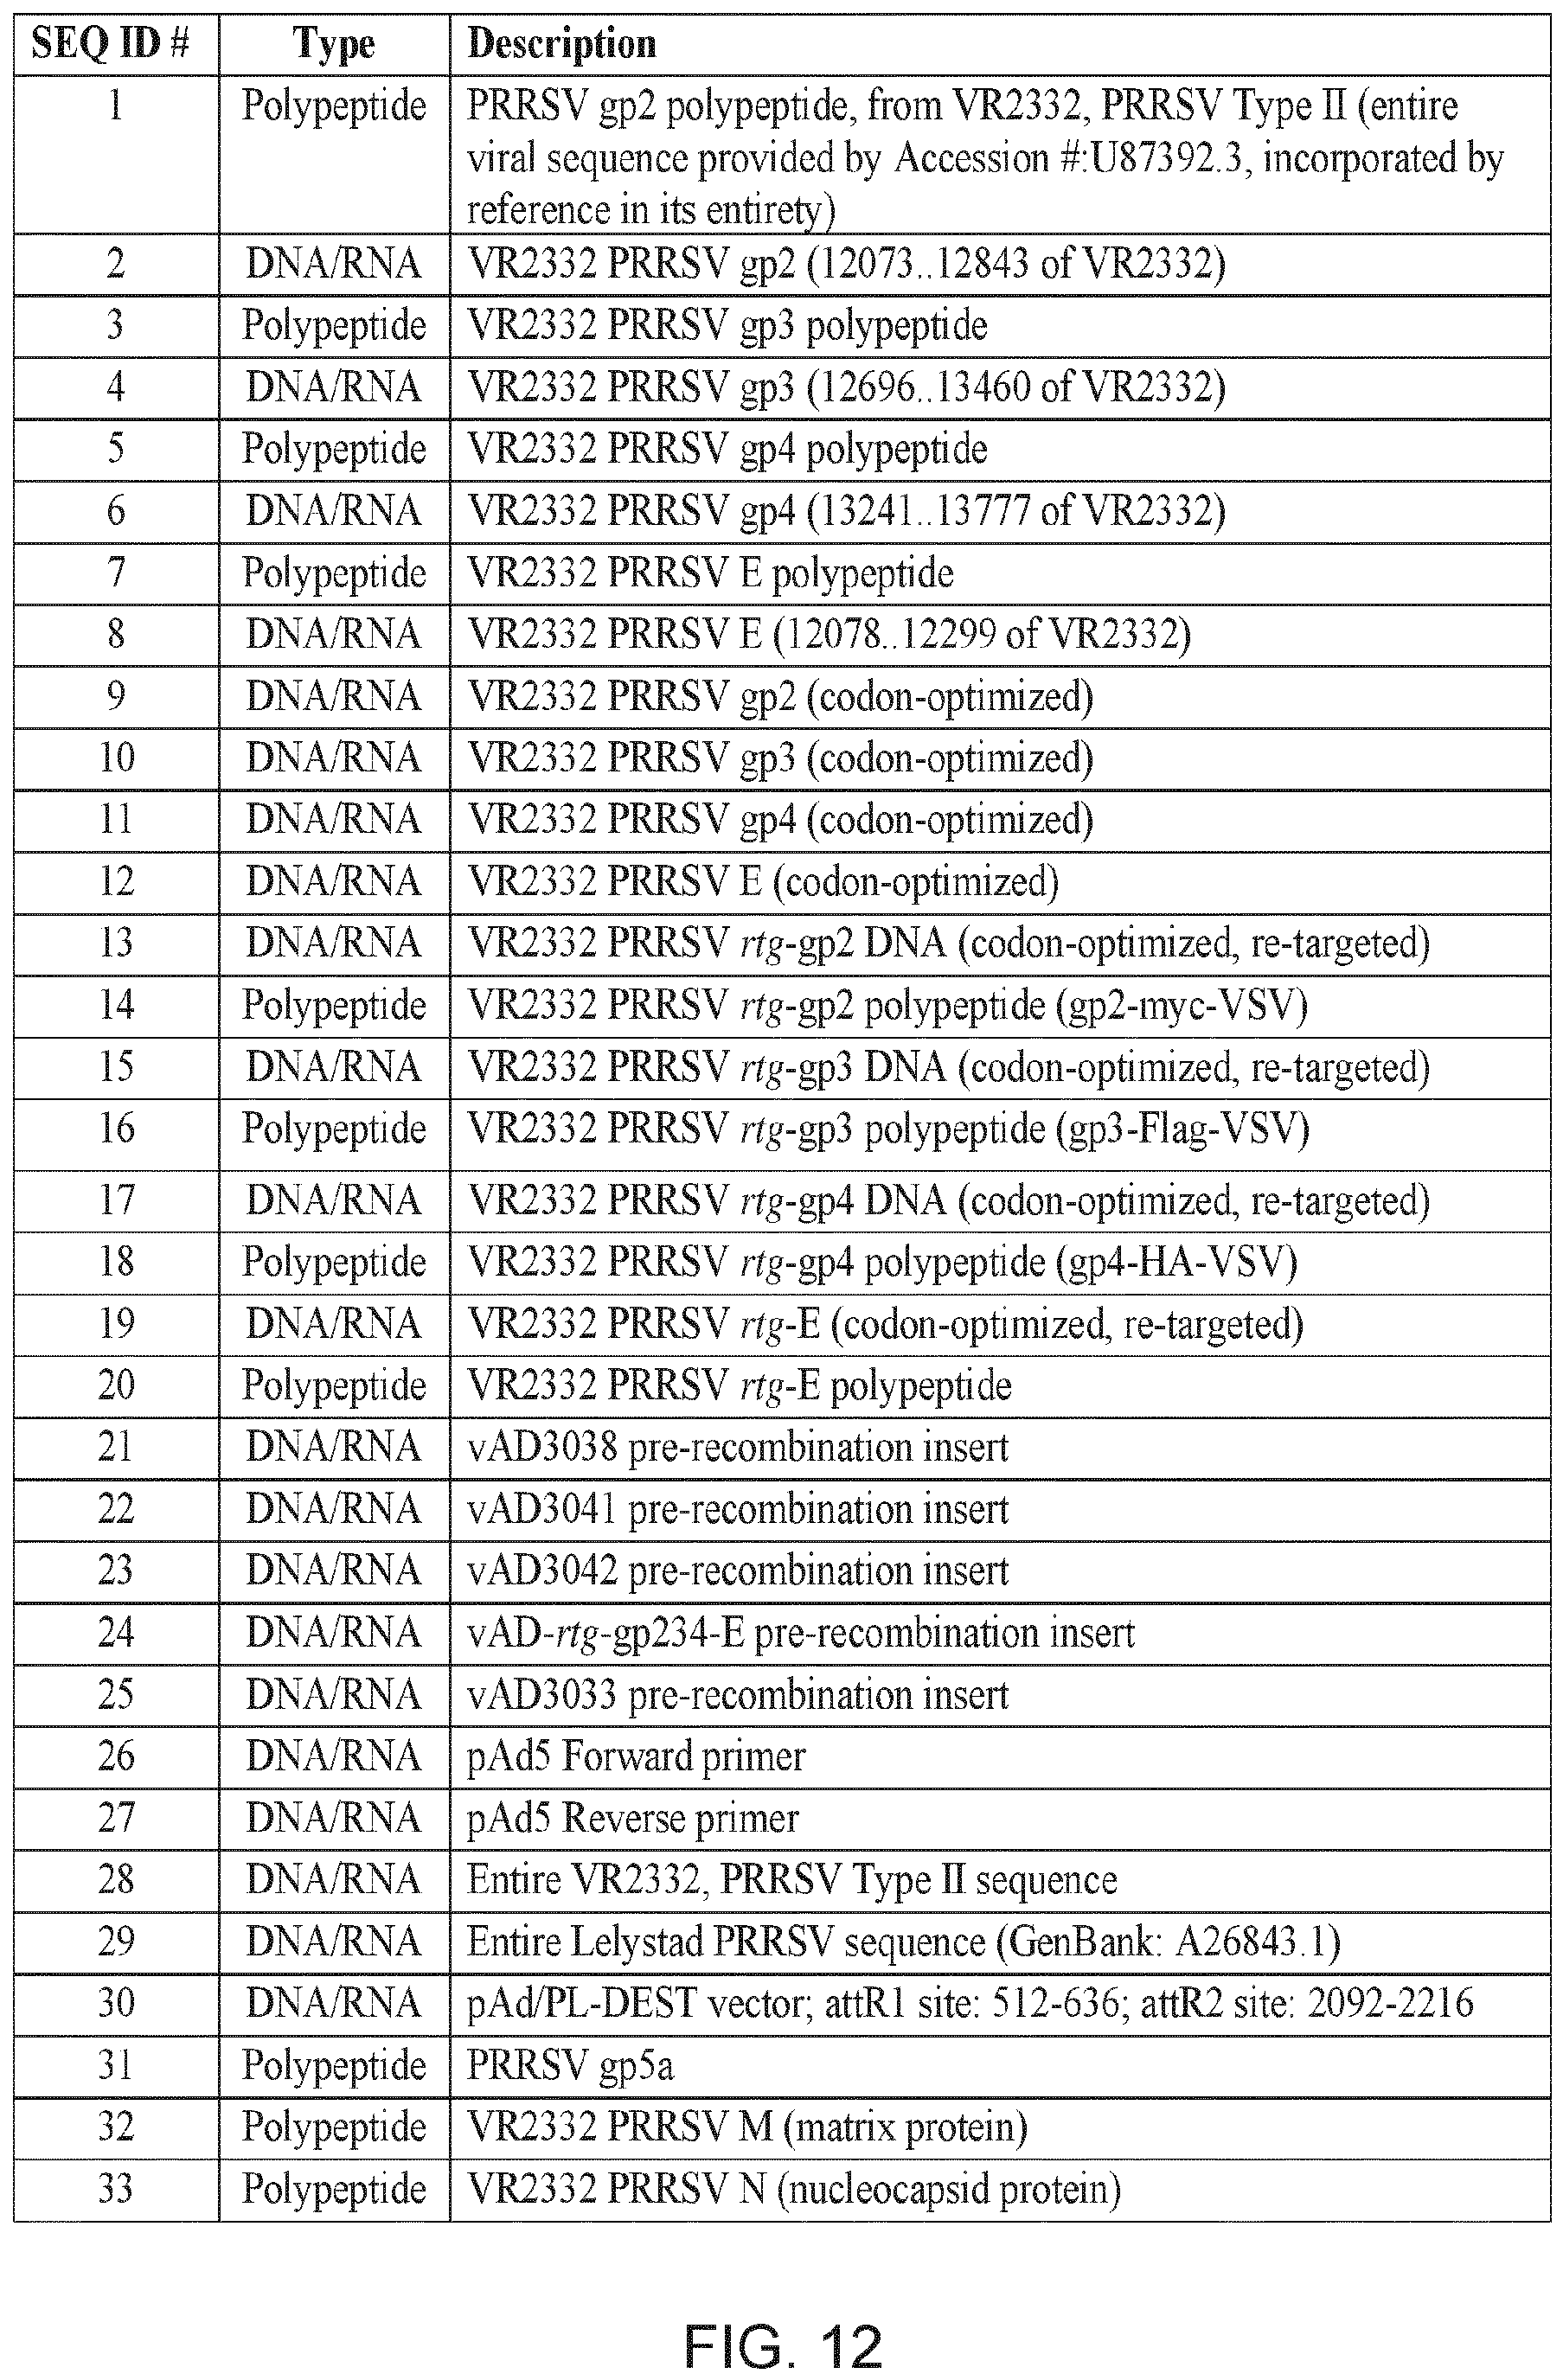 SEQ ID # Type Description
1 Polypeptide PRRSV gp2 polypeptide, from VR2332, PRRSV Type II (entire
viral sequence provided by Accession #:U87392.3, incorporated by
reference in its entirety)
2 DNA/RNA VR2332 PRRSV gp2 (12073..12843 of VR2332)
3 Polypeptide VR2332 PRRSV gp3 polypeptide
4 DNA/RNA VR2332 PRRSV gp3 (12696..13460 of VR2332)
5 Polypeptide VR2332 PRRSV gp4 polypeptide
6 DNA/RNA VR2332 PRRSV gp4 (13241..13777 of VR2332)
7 Polypeptide VR2332 PRRSV E polypeptide
8 DNA/RNA VR2332 PRRSV E (12078..12299 of VR2332)
9 DNA/RNA VR2332 PRRSV gp2 (codon-optimized)
10 DNA/RNA VR2332 PRRSV gp3 (codon-optimized)
11 DNA/RNA VR2332 PRRSV gp4 (codon-optimized)
12 DNA/RNA VR2332 PRRSV E (codon-optimized)
13 DNA/RNA VR2332 PRRSV rtg-gp2 DNA (codon-optimized, re-targeted)
14 Polypeptide VR2332 PRRSV rtg-gp2 polypeptide (gp2-myc-VSV)
15 DNA/RNA VR2332 PRRSV rtg-gp3 DNA (codon-optimized, re-targeted)
16 Polypeptide VR2332 PRRSV rtg-gp3 polypeptide (gp3-Flag-VSV)
17 DNA/RNA VR2332 PRRSV rtg-gp4 DNA (codon-optimized, re-targeted)
18 Polypeptide VR2332 PRRSV rtg-gp4 polypeptide (gp4-HA-VSV)
19 DNA/RNA VR2332 PRRSV rtg-E (codon-optimized, re-targeted)
20 Polypeptide VR2332 PRRSV rtg-E polypeptide
21 DNA/RNA vAD3038 pre-recombination insert
22 DNA/RNA vAD3041 pre-recombination insert
23 DNA/RNA vAD3042 pre-recombination insert
24 DNA/RNA vAD-rtg-gp234-E pre-recombination insert
25 DNA/RNA vAD3033 pre-recombination insert
26 DNA/RNA pAd5 Forward primer
27 DNA/RNA pAd5 Reverse primer
28 DNA/RNA Entire VR2332, PRRSV Type II sequence
29 DNA/RNA Entire Lelystad PRRSV sequence (GenBank: A26843.1)
30 DNA/RNA pAd/PL-DEST vector; attR1 site: 512-636; attR2 site: 2092-2216
31 Polypeptide PRRSV gp5a
32 Polypeptide VR2332 PRRSV M (matrix protein)
33 Polypeptide VR2332 PRRSV N (nucleocapsid protein)
FIG. 12